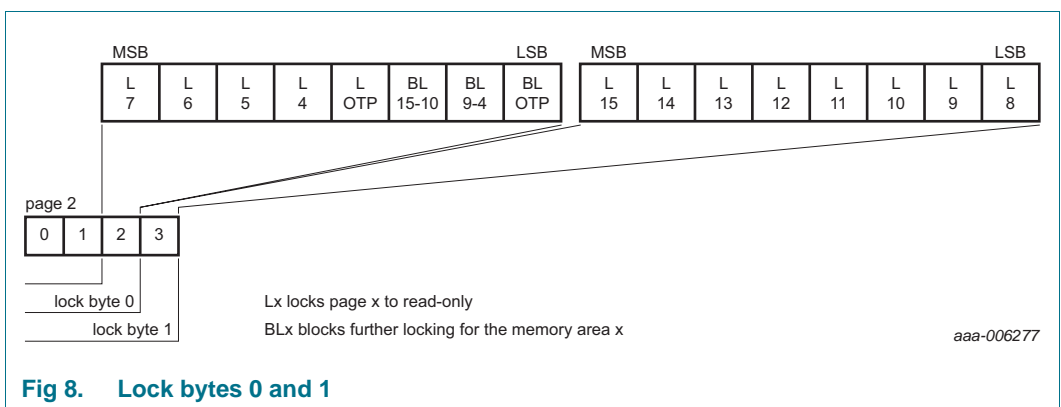 MSB LSB MSB LSB
L 7 L 6 L 5 L 4 L OTP BL 15-10 BL 9-4 BL OTP L 15 L 14 L 13 L 12 L 11 L 10 L 9 L 8
page 2
0 1 2 3
lock byte 0 Lx locks page x to read-only
lock byte 1 BLx blocks further locking for the memory area x aaa-006277
Fig 8. Lock bytes 0 and 1